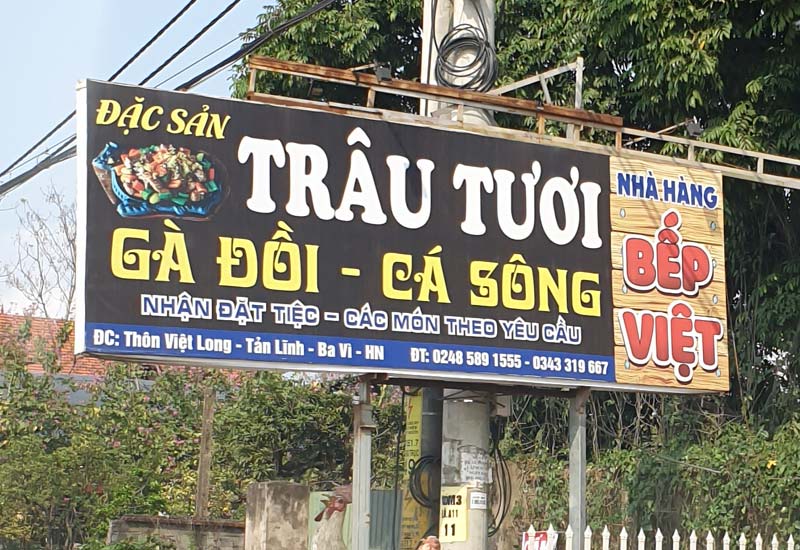 ĐẶC SẢN
TRÂU TƯƠI
GÀ ĐỒI - CÁ SÔNG
NHẬN ĐẶT TIỆC - CÁC MÓN THEO YÊU CẦU
ĐC: Thôn Việt Long - Tản Lĩnh - Ba Vì - HN ĐT: 0248 589 1555 - 0343 319 667
NHÀ HÀNG
BẾP
VIỆT
11